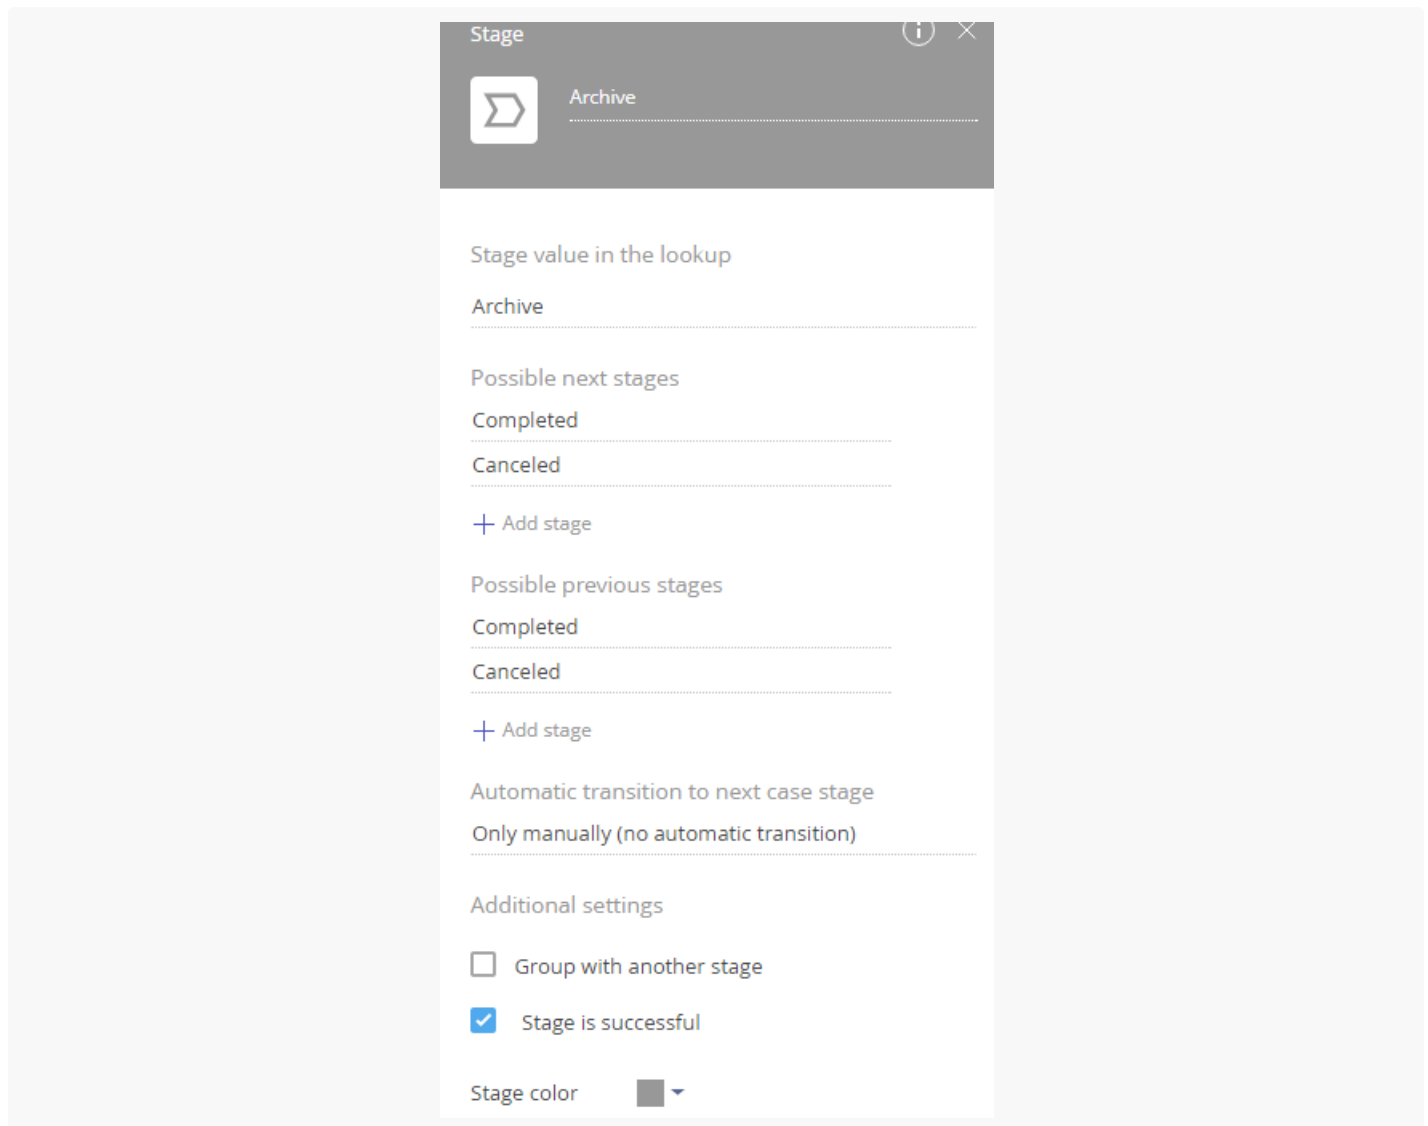 Stage
Archive
Stage value in the lookup
Archive
Possible next stages
Completed
Canceled
Add stage
Possible previous stages
Completed
Canceled
Add stage
Automatic transition to next case stage
Only manually (no automatic transition)
Additional settings
Group with another stage
Stage is successful
Stage color